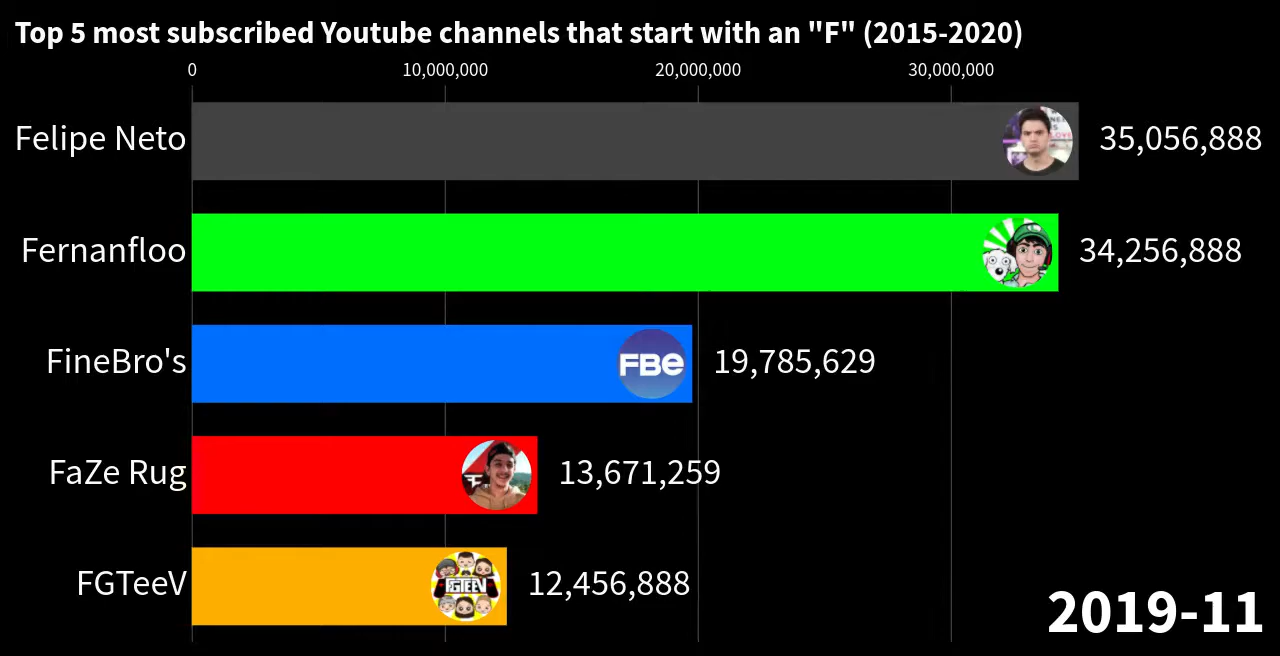 Top 5 most subscribed Youtube channels that start with an "F" (2015-2020)
0 10,000,000 20,000,000 30,000,000
Felipe Neto 35,056,888
Fernanfloo 34,256,888
FineBro's FBE 19,785,629
FaZe Rug 13,671,259
FGTeeV FGTEEV 12,456,888
2019-11